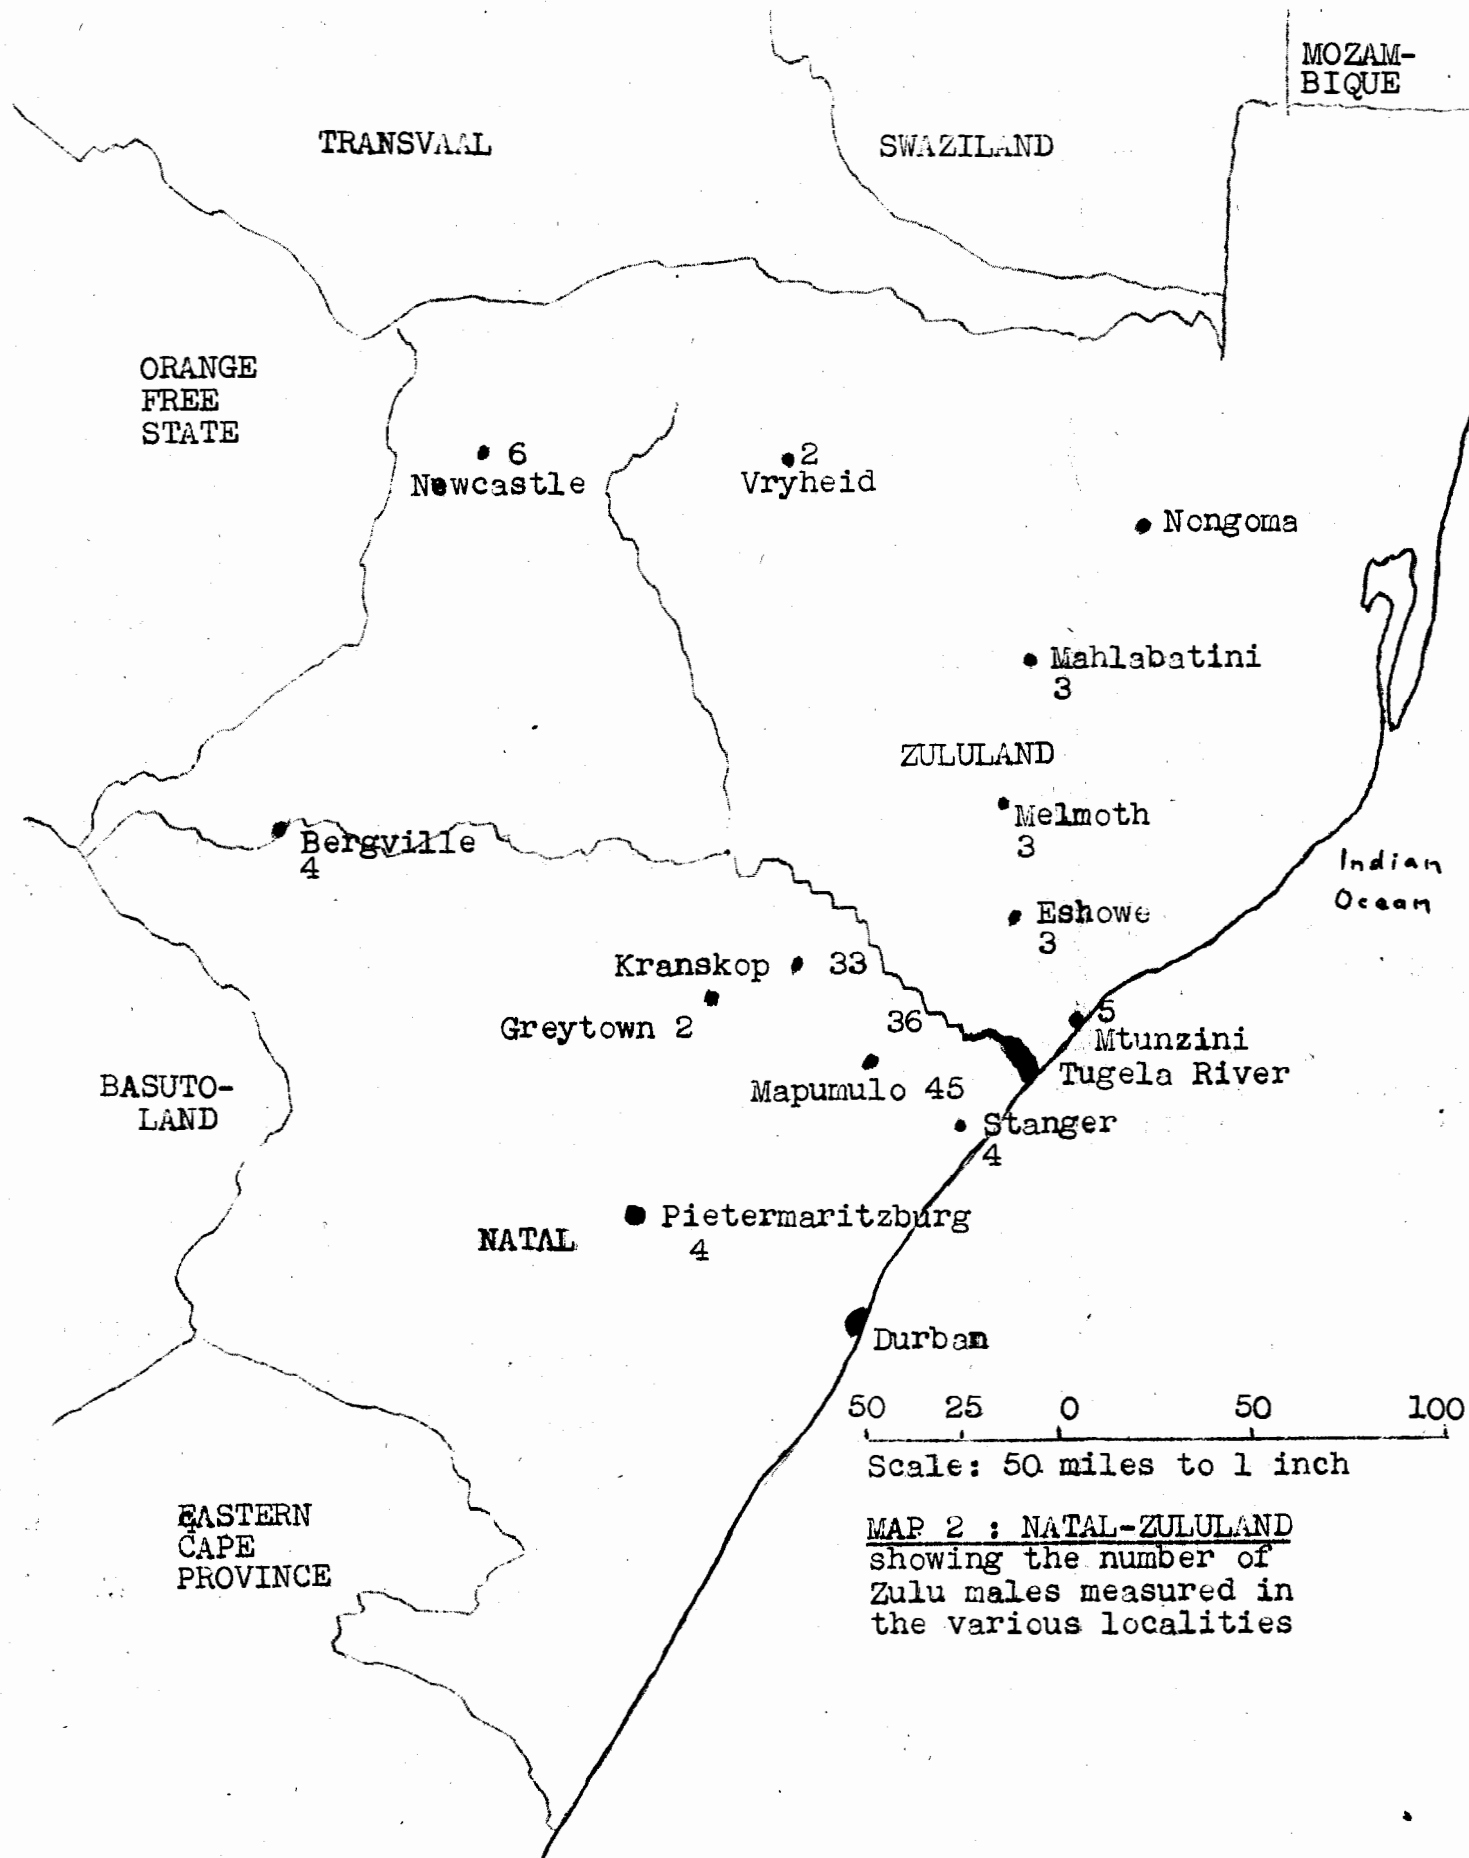 MOZAM-
BIQUE
TRANSVAAL
SWAZILAND
ORANGE
FREE
STATE
6
Newcastle
2
Vryheid
Nongoma
Mahlabatini
3
ZULULAND
Melmoth
3
Bergville
4
Indian
Ocean
Eshowe
3
Kranskop 33
Greytown 2
36
5
Mtunzini
Tugela River
BASUTO-
LAND
Mapumulo 45
Stanger
4
Pietermaritzburg
4
NATAL
Durban
50 25 0 50 100
Scale: 50 miles to 1 inch
MAP 2 : NATAL-ZULULAND
showing the number of
Zulu males measured in
the various localities
EASTERN
CAPE
PROVINCE